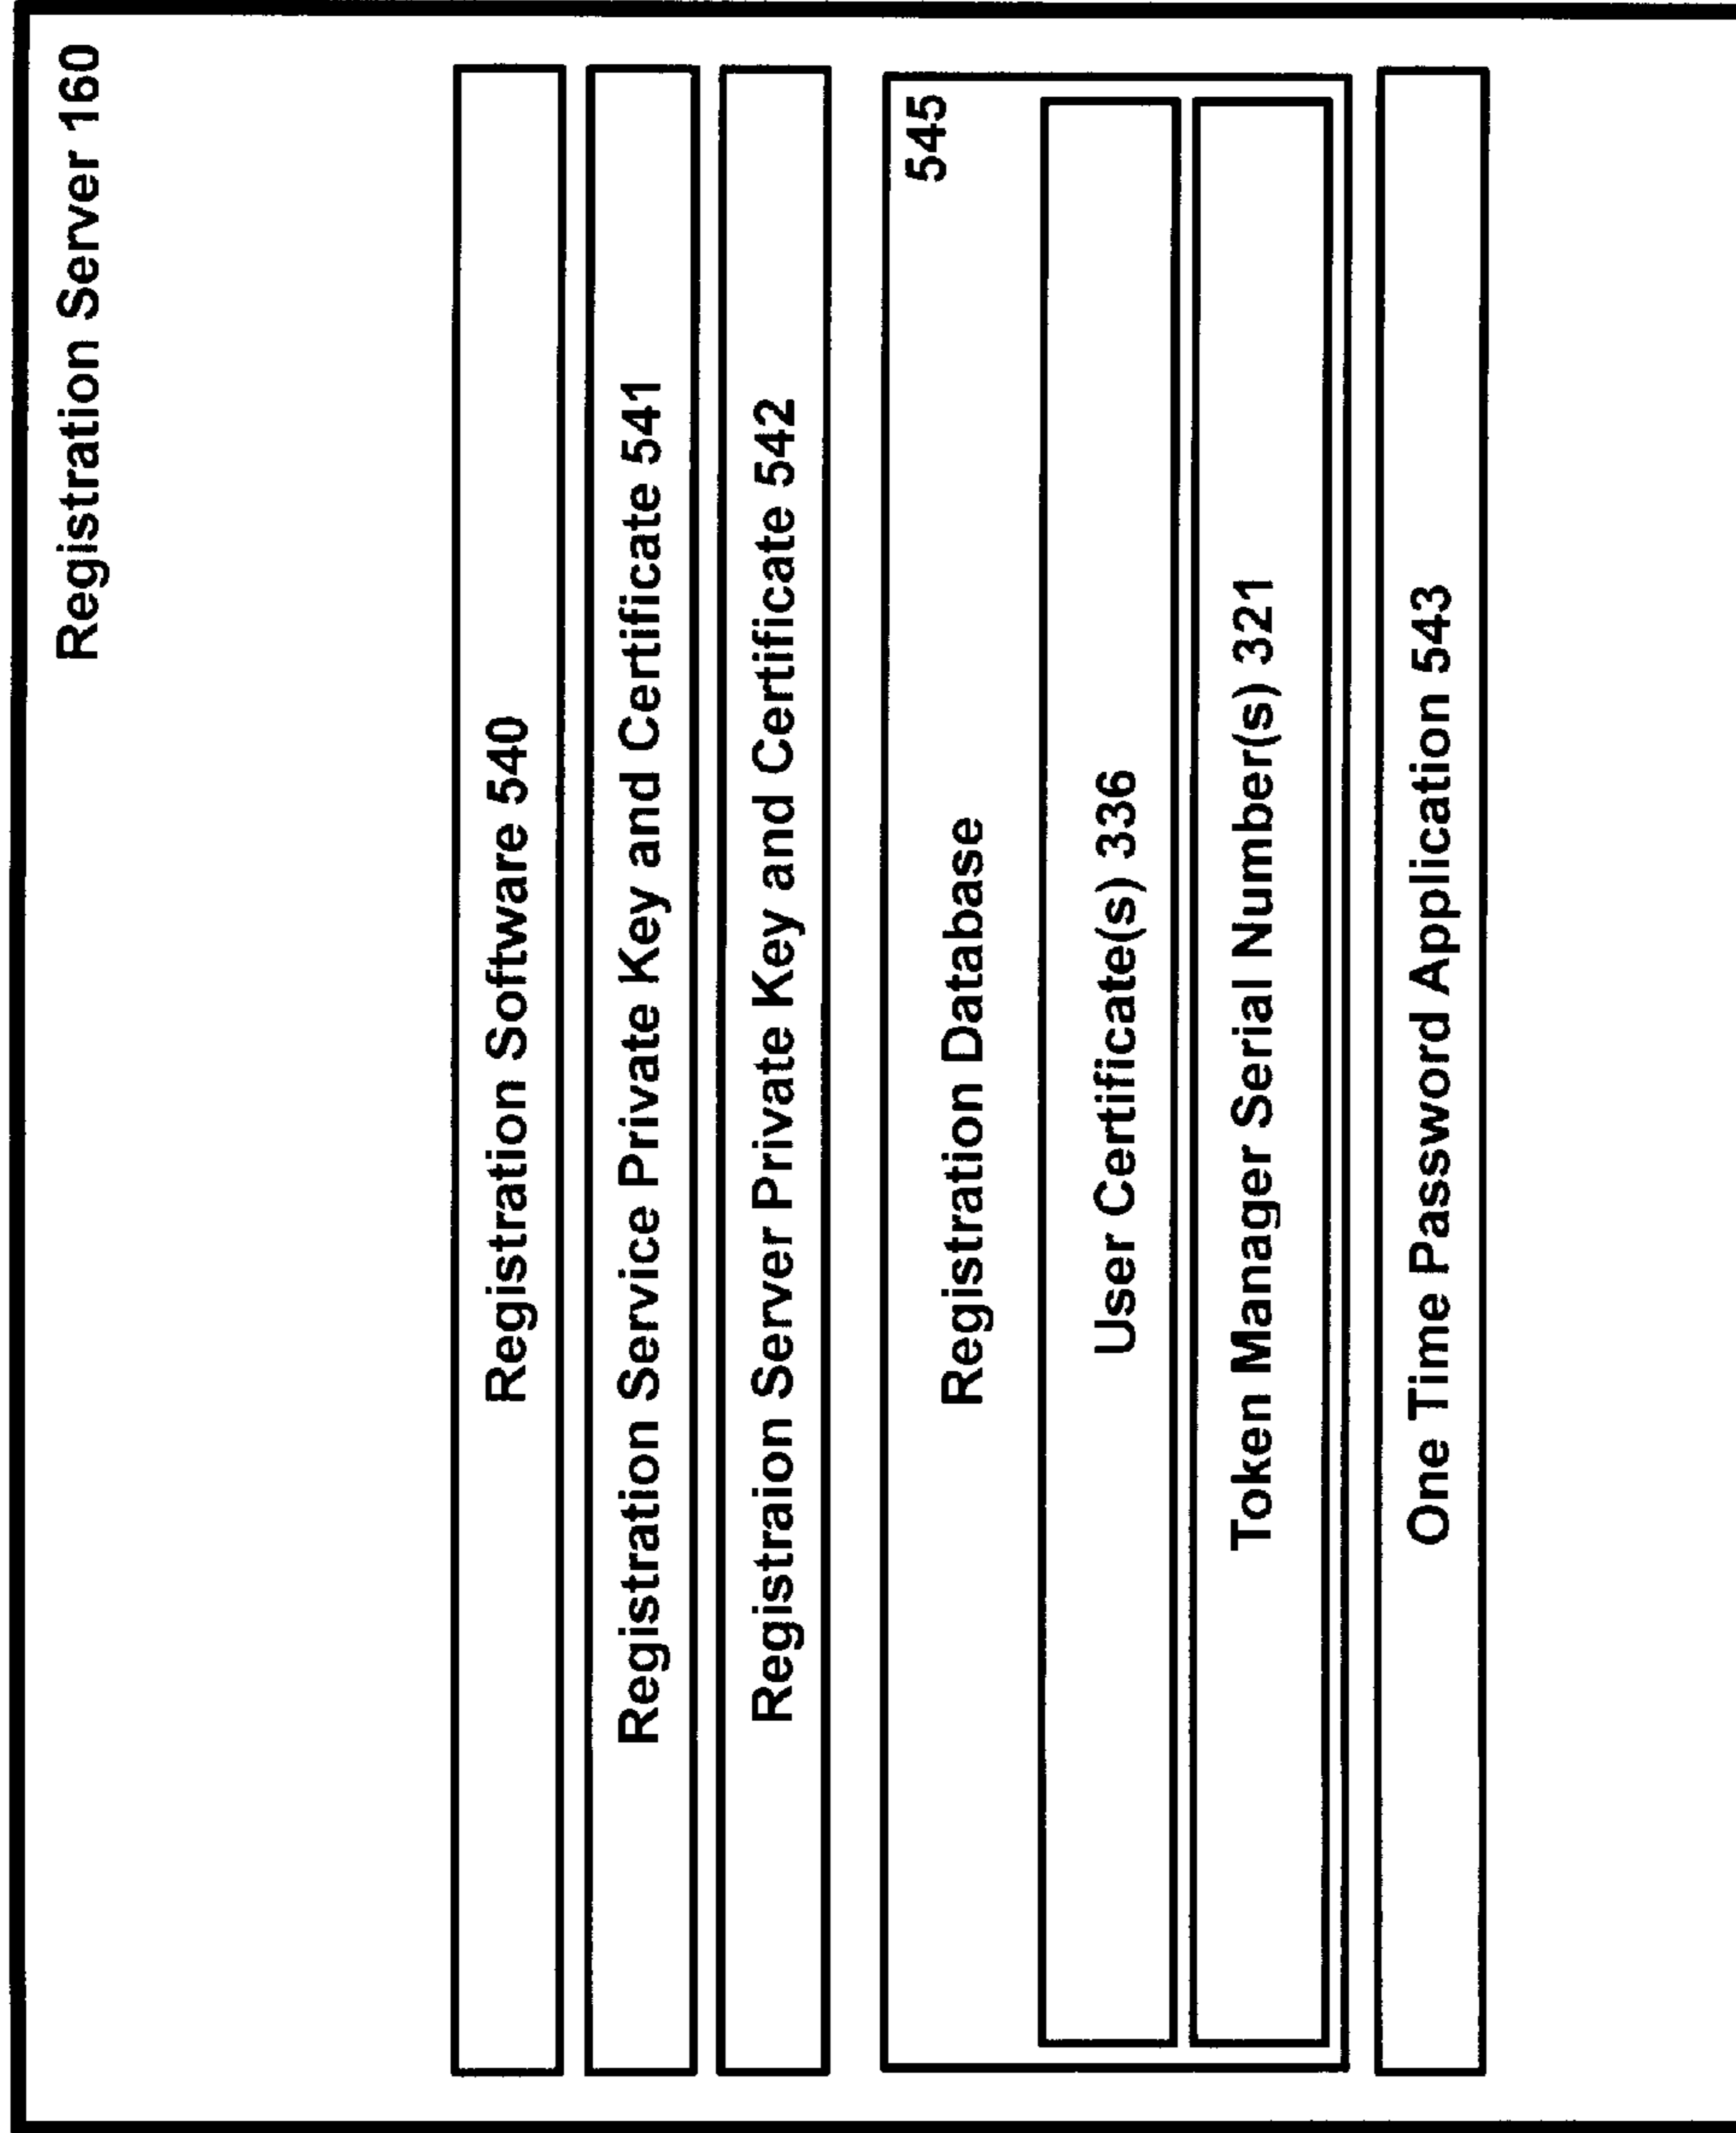 Registration Server 160
Registration Software 540
Registration Service Private Key and Certificate 541
Registraion Server Private Key and Certificate 542
545
Registration Database
User Certificate(s) 336
Token Manager Serial Number(s) 321
One Time Password Application 543